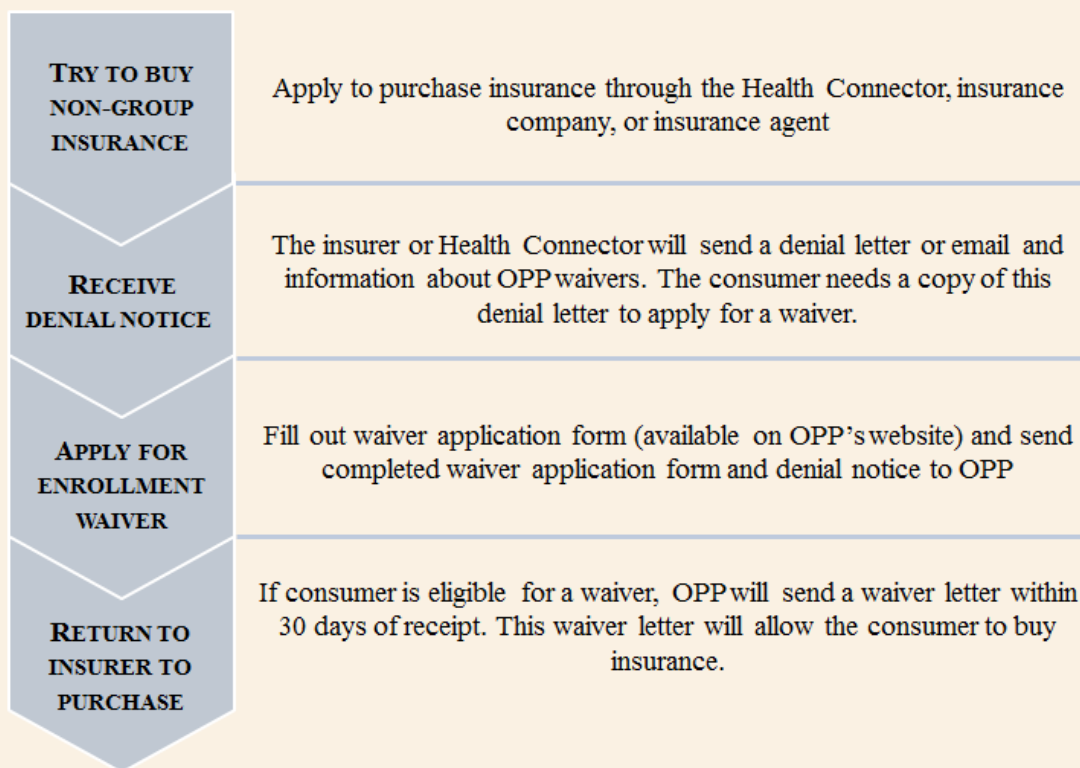 TRY TO BUY
NON-GROUP
INSURANCE
Apply to purchase insurance through the Health Connector, insurance
company, or insurance agent
RECEIVE
DENIAL NOTICE
The insurer or Health Connector will send a denial letter or email and
information about OPP waivers. The consumer needs a copy of this
denial letter to apply for a waiver.
APPLY FOR
ENROLLMENT
WAIVER
Fill out waiver application form (available on OPP's website) and send
completed waiver application form and denial notice to OPP
RETURN TO
INSURER TO
PURCHASE
If consumer is eligible for a waiver, OPP will send a waiver letter within
30 days of receipt. This waiver letter will allow the consumer to buy
insurance.